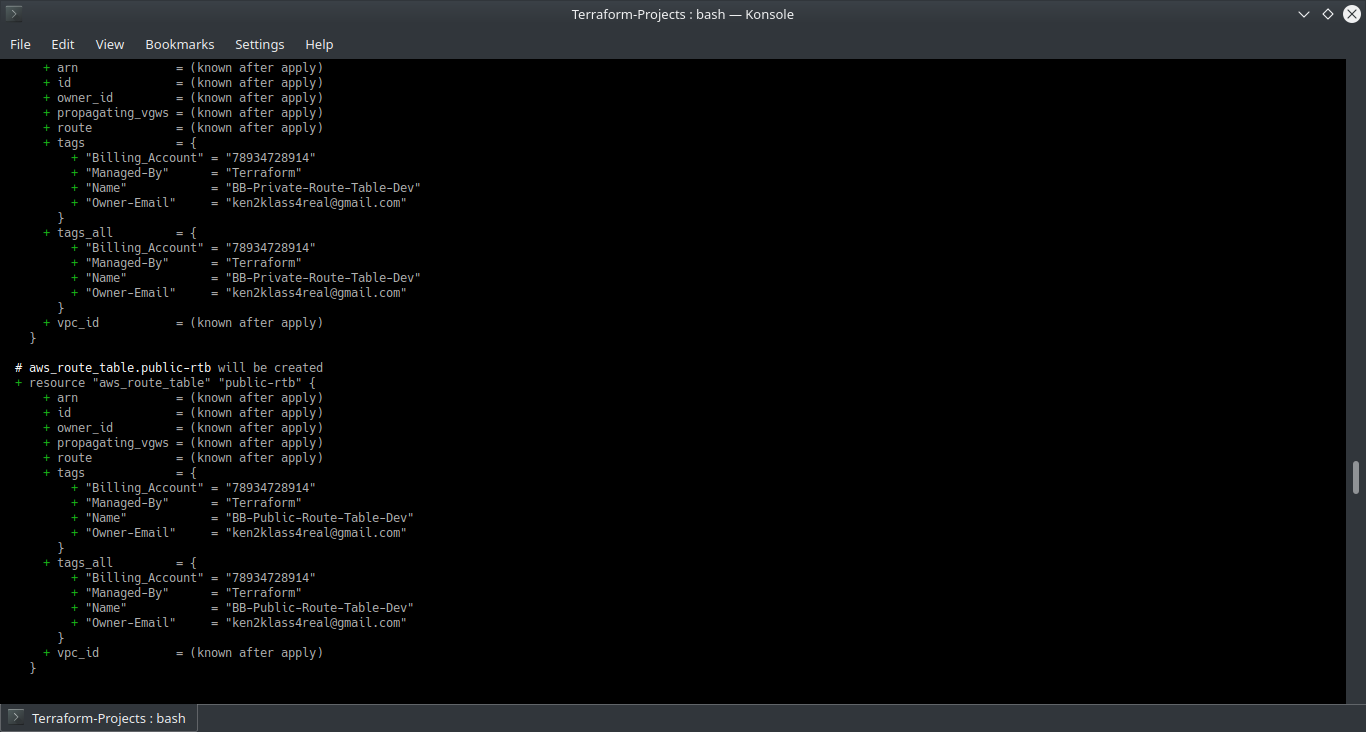 Terraform-Projects : bash — Konsole
File Edit View Bookmarks Settings Help
+ arn = (known after apply)
+ id = (known after apply)
+ owner_id = (known after apply)
+ propagating_vgws = (known after apply)
+ route = (known after apply)
+ tags = {
+ "Billing_Account" = "78934728914"
+ "Managed-By" = "Terraform"
+ "Name" = "BB-Private-Route-Table-Dev"
+ "Owner-Email" = "ken2klass4real@gmail.com"
}
+ tags_all = {
+ "Billing_Account" = "78934728914"
+ "Managed-By" = "Terraform"
+ "Name" = "BB-Private-Route-Table-Dev"
+ "Owner-Email" = "ken2klass4real@gmail.com"
}
+ vpc_id = (known after apply)
}
# aws_route_table.public-rtb will be created
+ resource "aws_route_table" "public-rtb" {
+ arn = (known after apply)
+ id = (known after apply)
+ owner_id = (known after apply)
+ propagating_vgws = (known after apply)
+ route = (known after apply)
+ tags = {
+ "Billing_Account" = "78934728914"
+ "Managed-By" = "Terraform"
+ "Name" = "BB-Public-Route-Table-Dev"
+ "Owner-Email" = "ken2klass4real@gmail.com"
}
+ tags_all = {
+ "Billing_Account" = "78934728914"
+ "Managed-By" = "Terraform"
+ "Name" = "BB-Public-Route-Table-Dev"
+ "Owner-Email" = "ken2klass4real@gmail.com"
}
+ vpc_id = (known after apply)
}
Terraform-Projects : bash